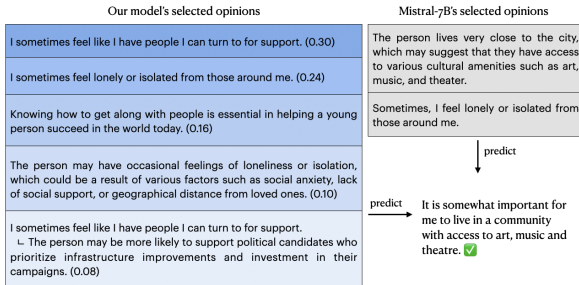 Our model's selected opinions
I sometimes feel like I have people I can turn to for support. (0.30)
I sometimes feel lonely or isolated from those around me. (0.24)
Knowing how to get along with people is essential in helping a young
person succeed in the world today. (0.16)
The person may have occasional feelings of loneliness or isolation,
which could be a result of various factors such as social anxiety, lack
of social support, or geographical distance from loved ones. (0.10)
I sometimes feel like I have people I can turn to for support.
∟ The person may be more likely to support political candidates who
prioritize infrastructure improvements and investment in their
campaigns. (0.08)
Mistral-7B's selected opinions
The person lives very close to the city,
which may suggest that they have access
to various cultural amenities such as art,
music, and theater.
Sometimes, I feel lonely or isolated from
those around me.
predict
predict
It is somewhat important for
me to live in a community
with access to art, music and
theatre. ✅